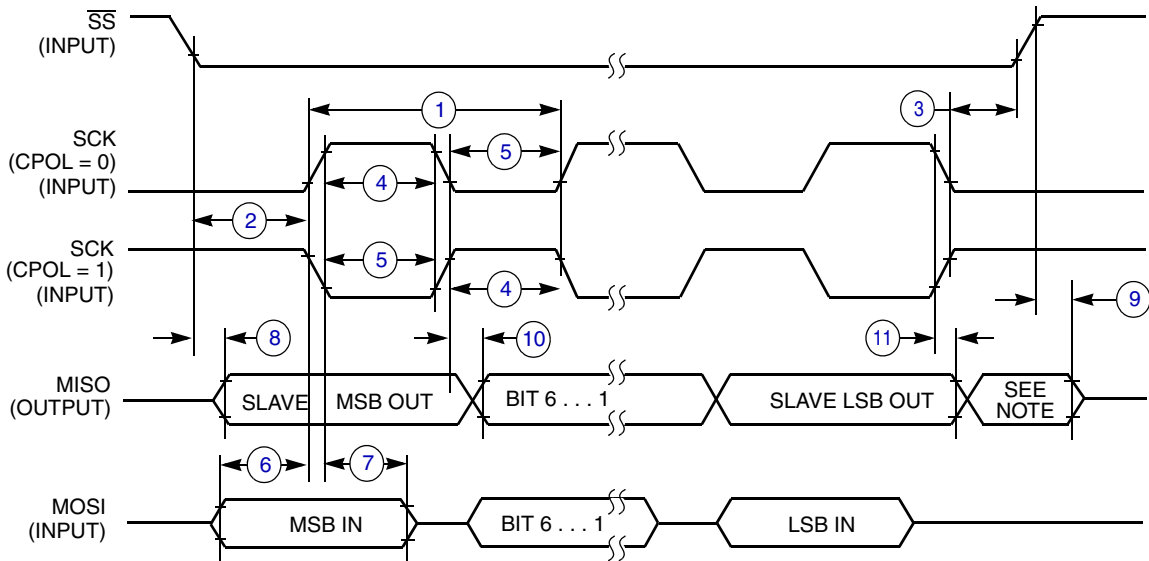 SS
(INPUT)
1
3
SCK
(CPOL = 0)
(INPUT)
5
4
2
SCK
(CPOL = 1)
(INPUT)
5
4
9
8
10
11
MISO
(OUTPUT)
SLAVE MSB OUT
BIT 6 . . . 1
SLAVE LSB OUT
SEE
NOTE
6
7
MOSI
(INPUT)
MSB IN
BIT 6 . . . 1
LSB IN